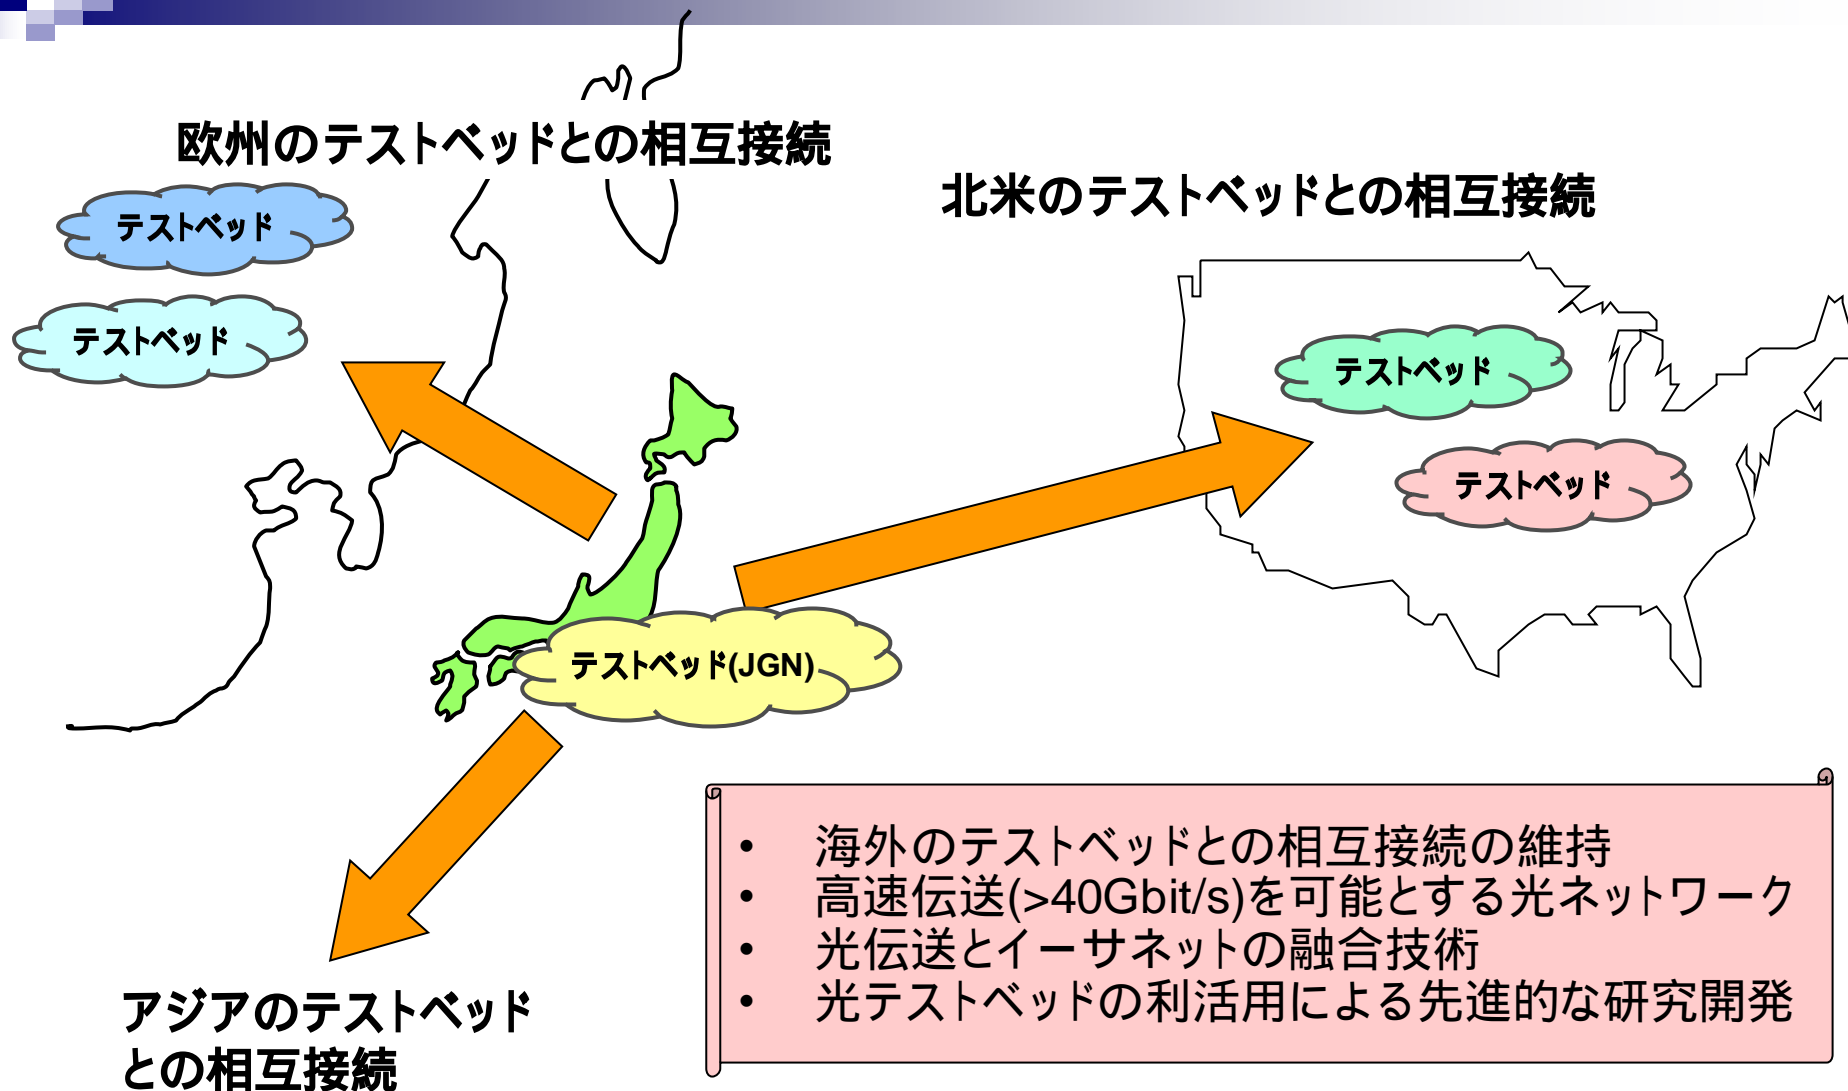 欧州のテストベッドとの相互接続
北米のテストベッドとの相互接続
テストベッド
テストベッド
テストベッド
テストベッド
テストベッド(JGN)
アジアのテストベッド
との相互接続
• 海外のテストベッドとの相互接続の維持
• 高速伝送(>40Gbit/s)を可能とする光ネットワーク
• 光伝送とイーサネットの融合技術
• 光テストベッドの利活用による先進的な研究開発